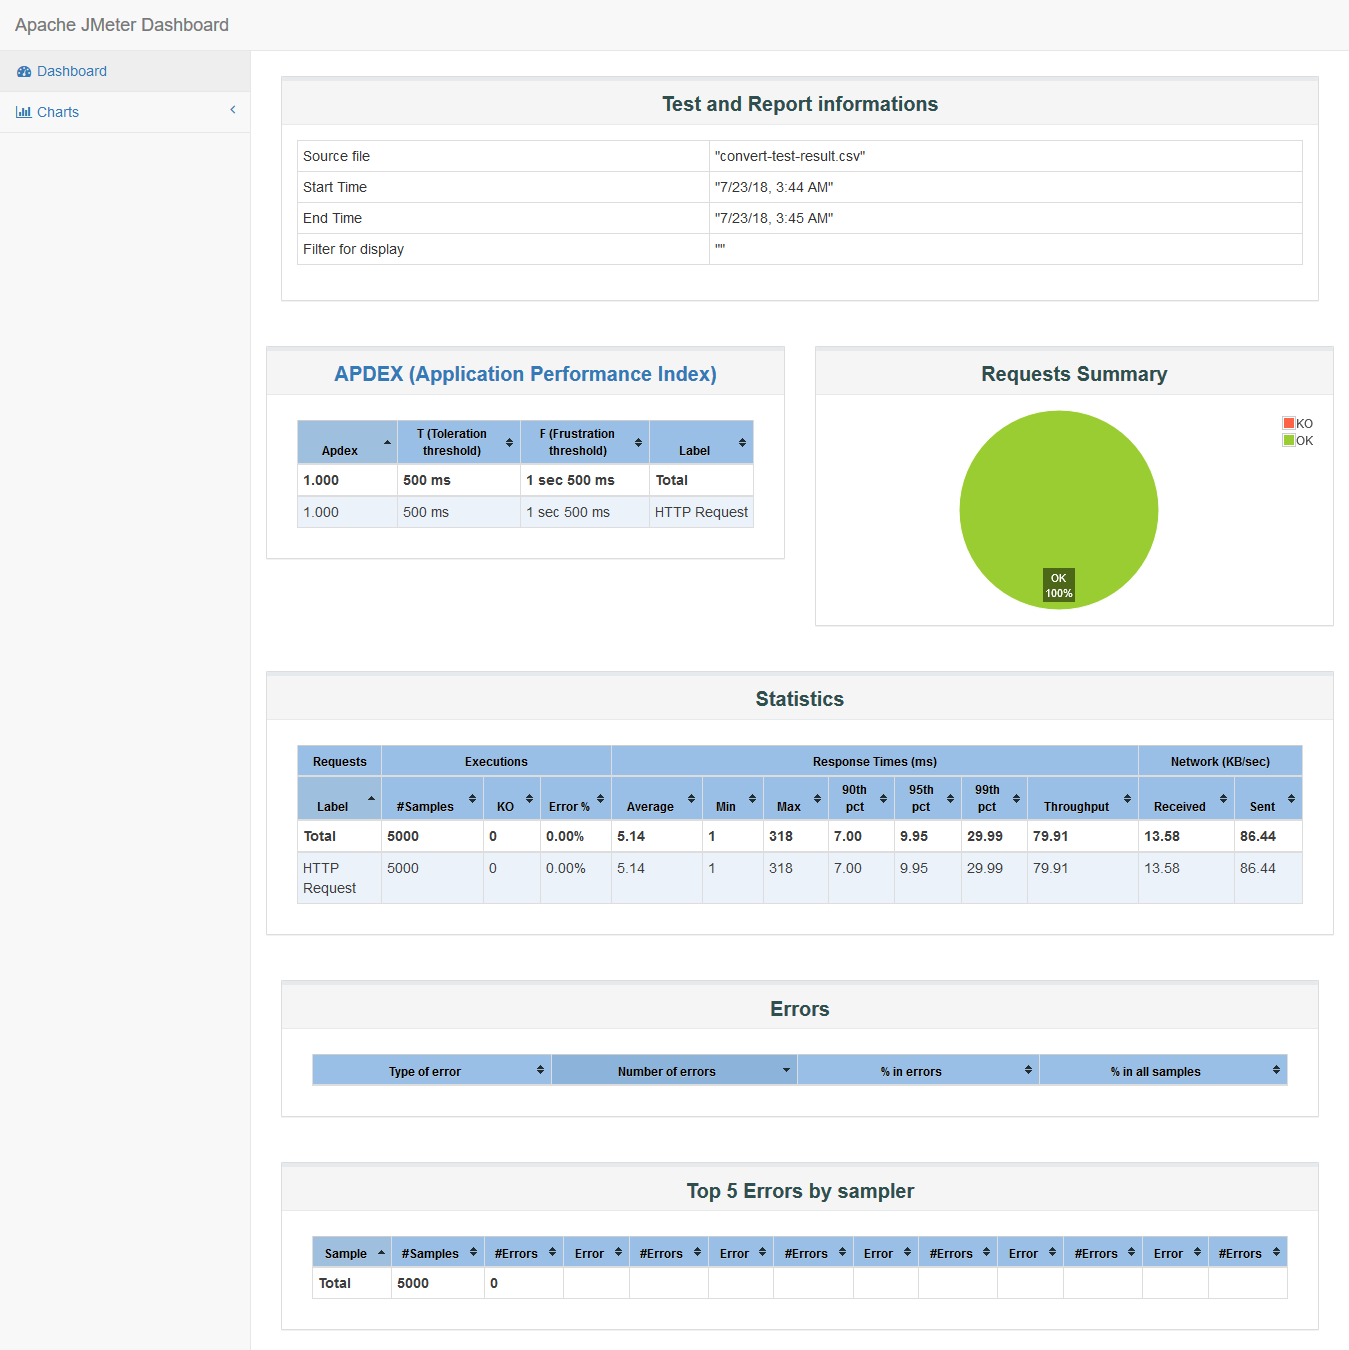 Apache JMeter Dashboard
Dashboard
Charts
Test and Report informations
Source file "convert-test-result.csv"
Start Time "7/23/18, 3:44 AM"
End Time "7/23/18, 3:45 AM"
Filter for display ""
APDEX (Application Performance Index)
Apdex T (Toleration threshold) F (Frustration threshold) Label
1.000 500 ms 1 sec 500 ms Total
1.000 500 ms 1 sec 500 ms HTTP Request
Requests Summary
KO
OK
OK
100%
Statistics
Requests Executions Response Times (ms) Network (KB/sec)
Label #Samples KO Error % Average Min Max 90th pct 95th pct 99th pct Throughput Received Sent
Total 5000 0 0.00% 5.14 1 318 7.00 9.95 29.99 79.91 13.58 86.44
HTTP Request 5000 0 0.00% 5.14 1 318 7.00 9.95 29.99 79.91 13.58 86.44
Errors
Type of error Number of errors % in errors % in all samples
Top 5 Errors by sampler
Sample #Samples #Errors Error #Errors Error #Errors Error #Errors Error #Errors Error #Errors
Total 5000 0